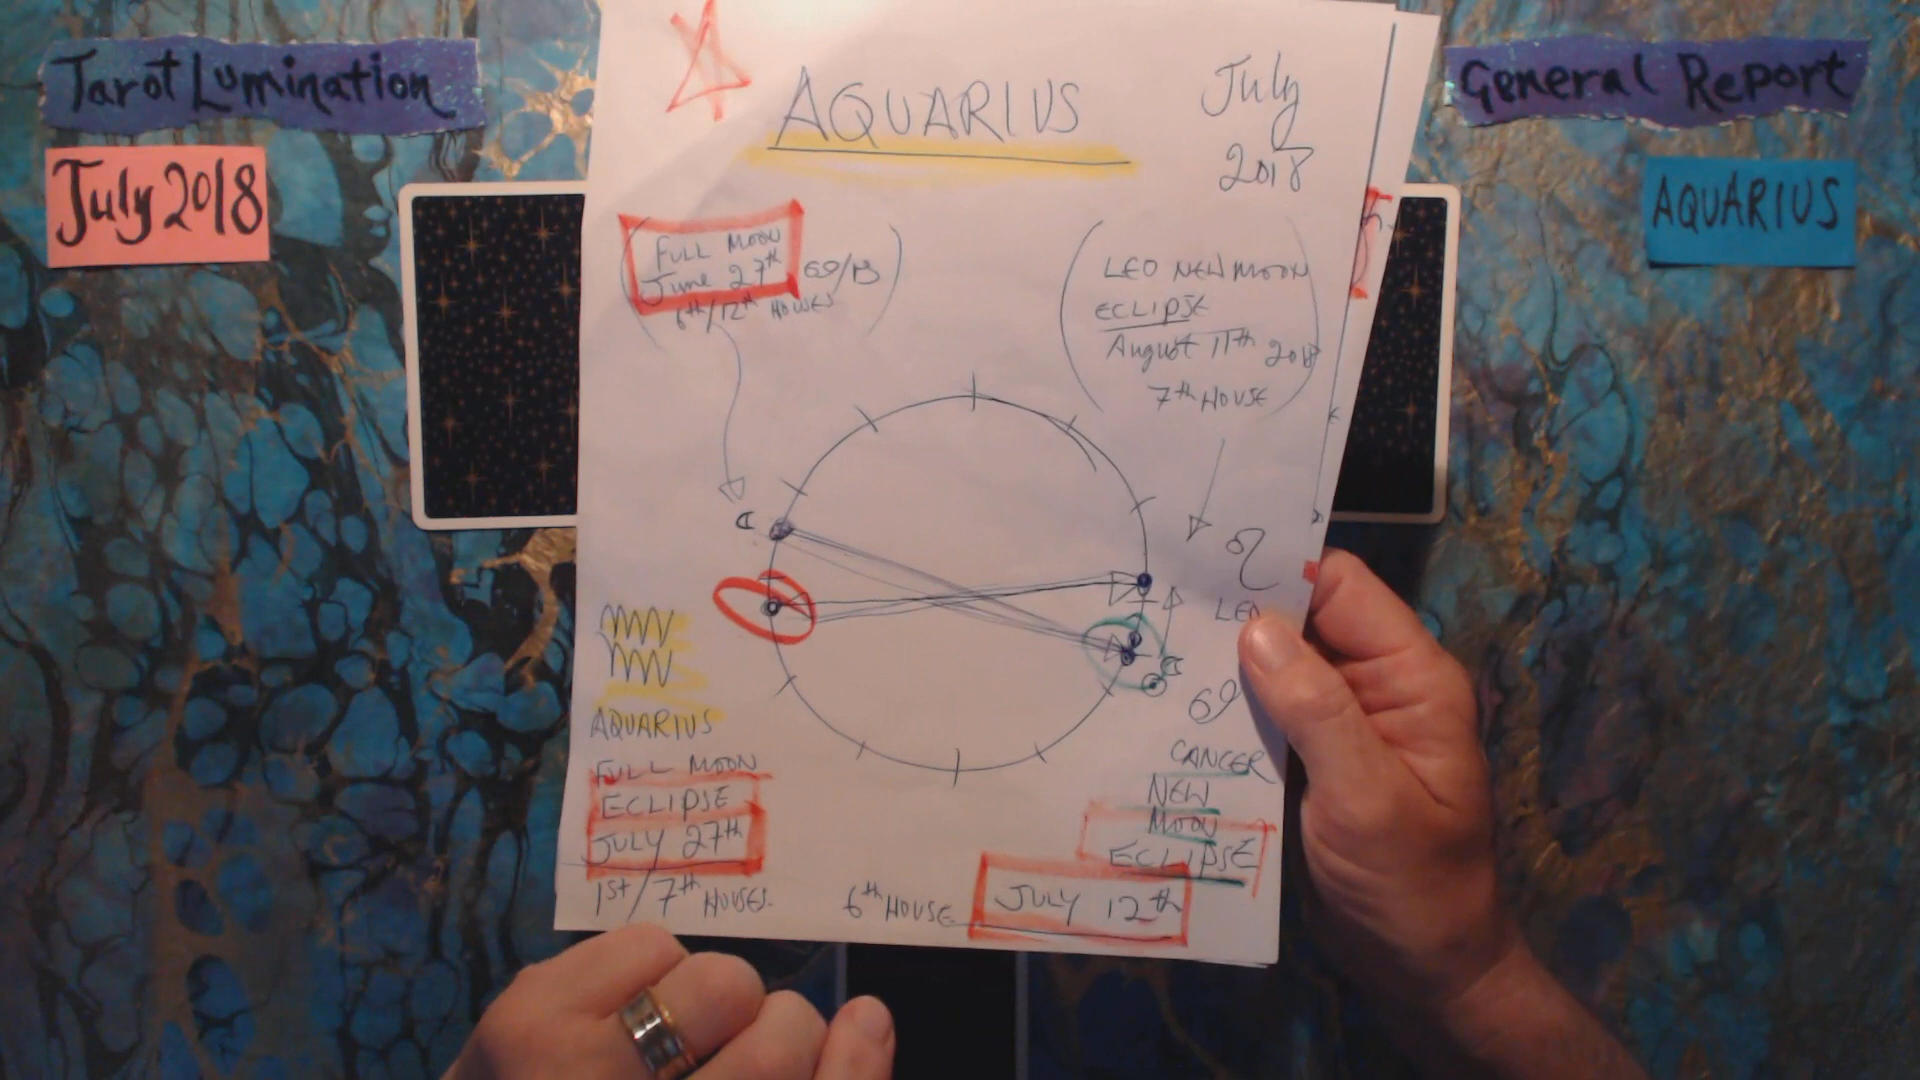 Tarot Lumination
July 2018
General Report
AQUARIUS
AQUARIUS
July
2018
FULL MOON
June 27th ♋/♑
6th/12th HOUSES
LEO NEW MOON
ECLIPSE
August 11th 2018
7th HOUSE
♌
LEO
♋
CANCER
NEW
MOON
ECLIPSE
JULY 12th
6th HOUSE
AQUARIUS
FULL MOON
ECLIPSE
JULY 27th
1st/7th HOUSES.